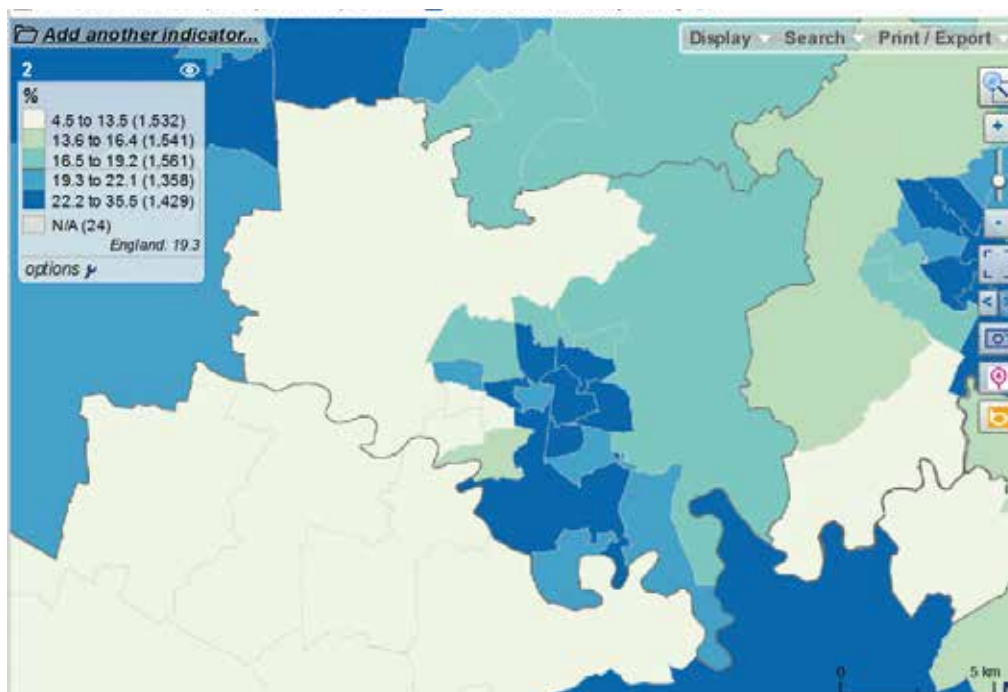 Add another indicator...
Display Search Print / Export
2
%
4.5 to 13.5 (1,532)
13.6 to 16.4 (1,541)
16.5 to 19.2 (1,561)
19.3 to 22.1 (1,358)
22.2 to 35.5 (1,429)
N/A (24)
England. 19.3
options
+
-
<
0 5 km